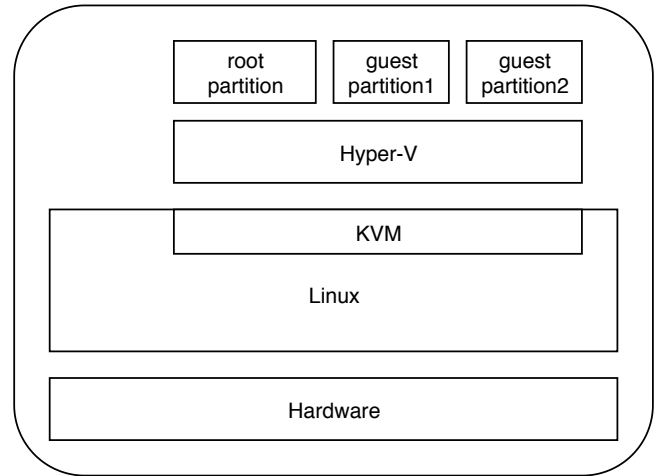 root
partition
guest
partition1
guest
partition2
Hyper-V
KVM
Linux
Hardware